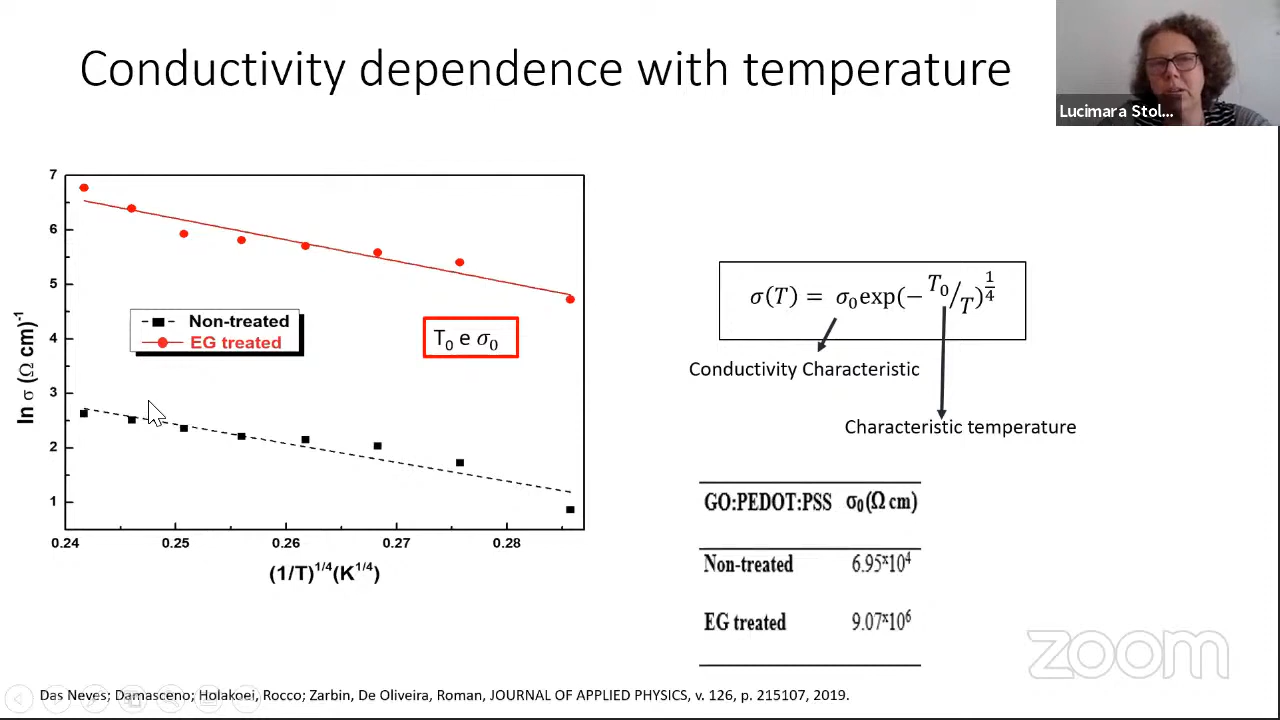 Conductivity dependence with temperature
Lucimara Stol...
7
6
5
4
3
2
1
ln σ (Ω cm)⁻¹
Non-treated
EG treated
T₀ e σ₀
0.24
0.25
0.26
0.27
0.28
(1/T)^1/4(K^1/4)
σ(T) = σ₀exp(−T₀/T)^1/4
Conductivity Characteristic
Characteristic temperature
GO:PEDOT:PSS σ₀(Ω cm)
Non-treated 6.95ˣ10⁴
EG treated 9.07ˣ10⁶
zoom
Das Neves; Damasceno; Holakoei, Rocco; Zarbin, De Oliveira, Roman, JOURNAL OF APPLIED PHYSICS, v. 126, p. 215107, 2019.